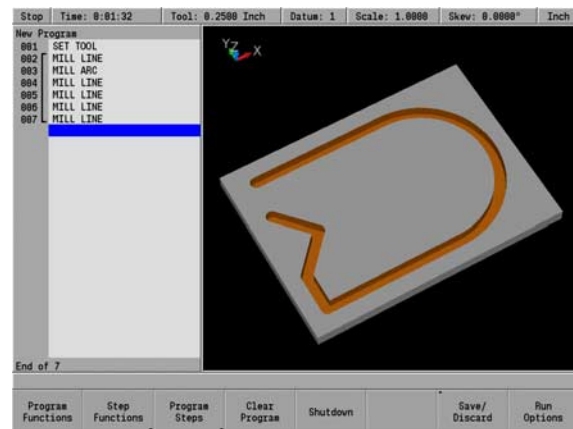 Stop Time: 0:01:32 Tool: 0.2500 Inch Datum: 1 Scale: 1.0000 Skew: 0.0000° Inch
New Program
001 SET TOOL
002 MILL LINE
003 MILL ARC
004 MILL LINE
005 MILL LINE
006 MILL LINE
007 MILL LINE
Y Z X
End of 7
Program Functions Step Functions Program Steps Clear Program Shutdown Save/ Discard Run Options